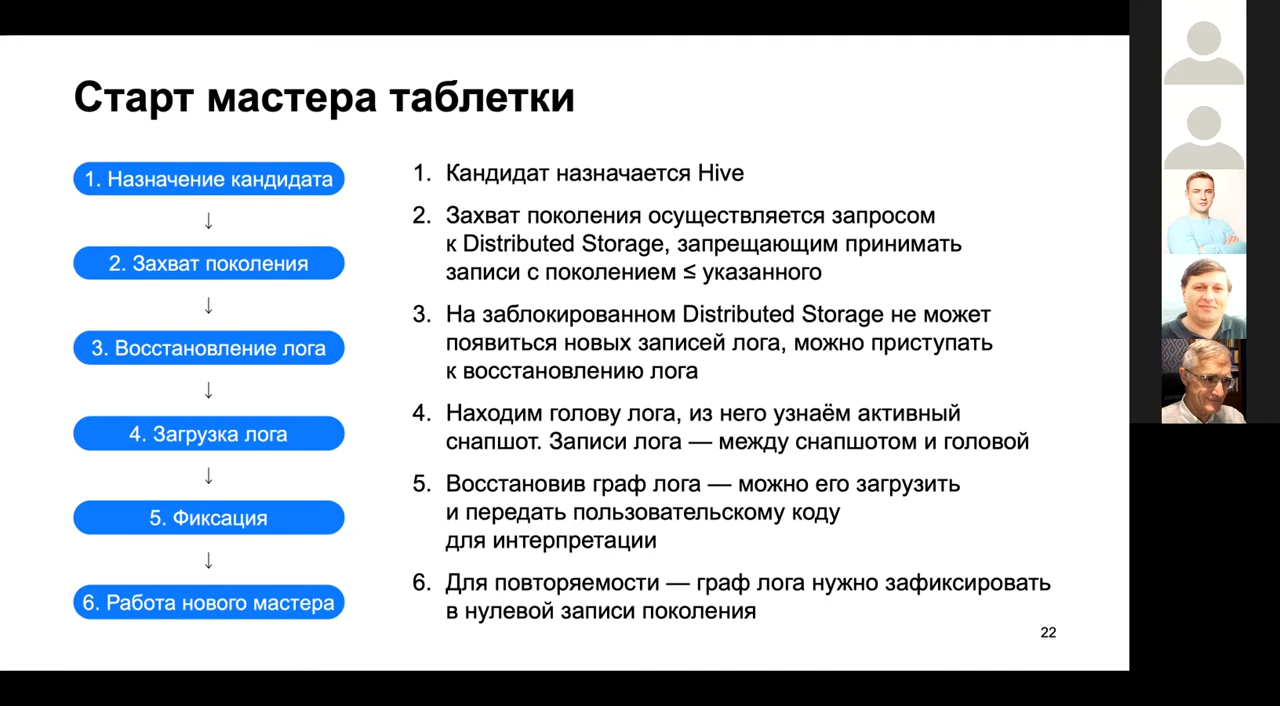 Старт мастера таблетки
1. Назначение кандидата
↓
2. Захват поколения
↓
3. Восстановление лога
↓
4. Загрузка лога
↓
5. Фиксация
↓
6. Работа нового мастера
1. Кандидат назначается Hive
2. Захват поколения осуществляется запросом
к Distributed Storage, запрещающим принимать
записи с поколением ≤ указанного
3. На заблокированном Distributed Storage не может
появиться новых записей лога, можно приступать
к восстановлению лога
4. Находим голову лога, из него узнаём активный
снапшот. Записи лога — между снапшотом и головой
5. Восстановив граф лога — можно его загрузить
и передать пользовательскому коду
для интерпретации
6. Для повторяемости — граф лога нужно зафиксировать
в нулевой записи поколения
22